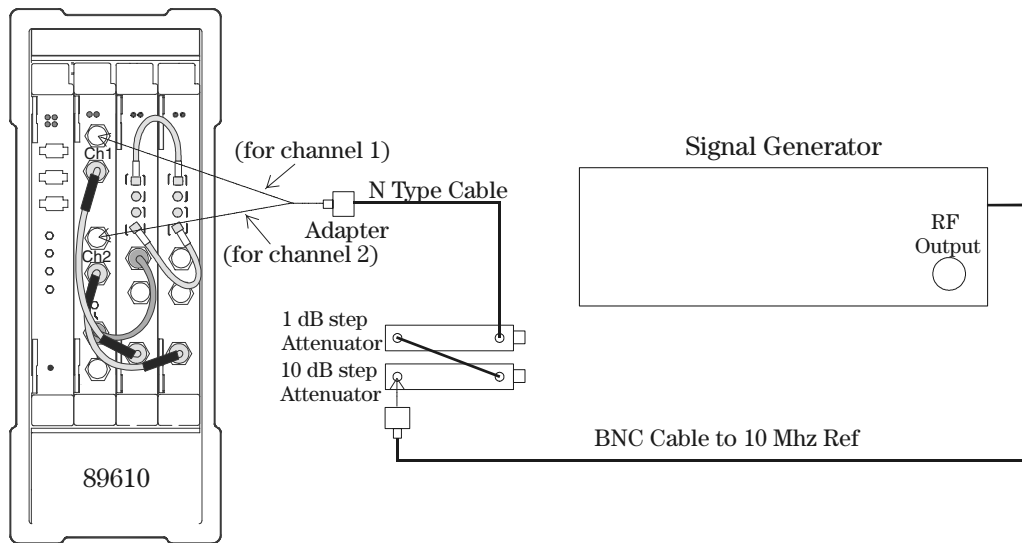 Ch1
Ch2
89610
(for channel 1)
(for channel 2)
Adapter
N Type Cable
1 dB step
Attenuator
10 dB step
Attenuator
Signal Generator
RF
Output
BNC Cable to 10 Mhz Ref